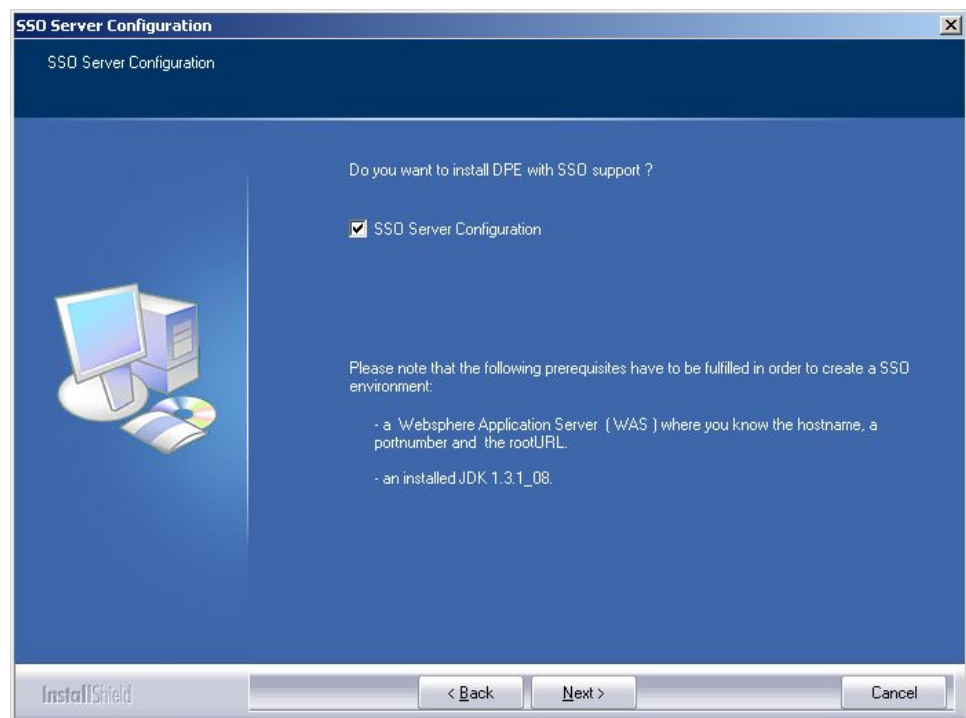 SSO Server Configuration
SSO Server Configuration
Do you want to install DPE with SSO support ?
SSO Server Configuration
Please note that the following prerequisites have to be fulfilled in order to create a SSO
environment:
- a Websphere Application Server ( WAS ) where you know the hostname, a
portnumber and the rootURL.
- an installed JDK 1.3.1_08.
InstallShield
< Back
Next >
Cancel